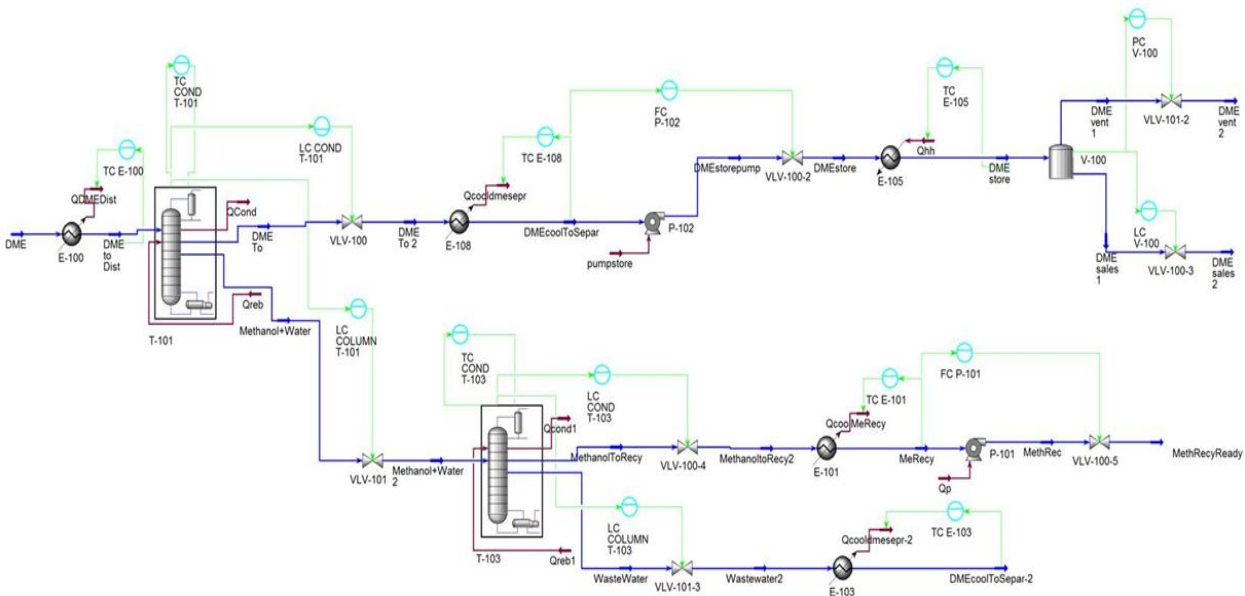 PC
V-100
TC
COND
T-101
LC COND
T-101
FC
P-102
TC
E-105
DME
vent
1
VLV-101-2
DME
vent
2
TC E-100
TC E-108
Qhh
V-100
QDMEDist
QCond
Qcooldmesepr
DMEstorepump
VLV-100-2
DMEstore
E-105
DME
store
LC
V-100
DME
E-100
DME
to
Dist
DME
To
VLV-100
DME
To 2
E-108
DMEcoolToSepar
P-102
pumpstore
DME
sales
1
VLV-100-3
DME
sales
2
Qreb
T-101
Methanol+Water
LC
COLUMN
T-101
TC
COND
T-103
LC
COND
T-103
TC E-101
FC P-101
Qcond1
QcooMeRecy
MethanolToRecy
VLV-100-4
MethanoltoRecy2
E-101
MeRecy
P-101
MethRec
VLV-100-5
MethRecyReady
VLV-101
Methanol+Water
2
Qp
LC
COLUMN
T-103
Qcooldmesepr-2
TC E-103
T-103
Qreb1
WasteWater
VLV-101-3
Wastewater2
E-103
DMEcoolToSepar-2